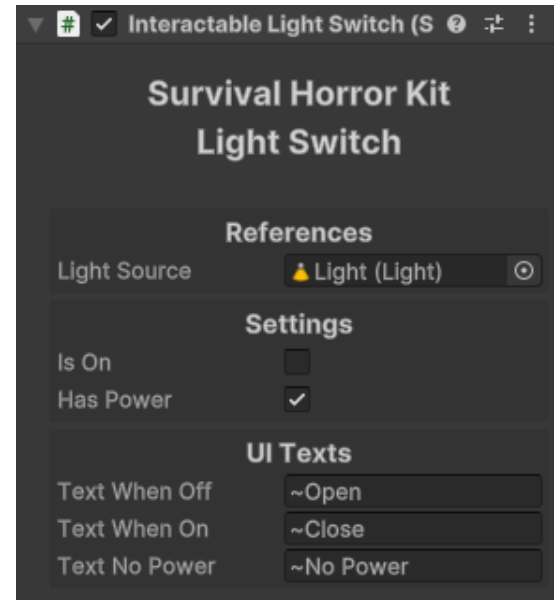 Interactable Light Switch (S
Survival Horror Kit
Light Switch
References
Light Source Light (Light)
Settings
Is On
Has Power
UI Texts
Text When Off ~Open
Text When On ~Close
Text No Power ~No Power